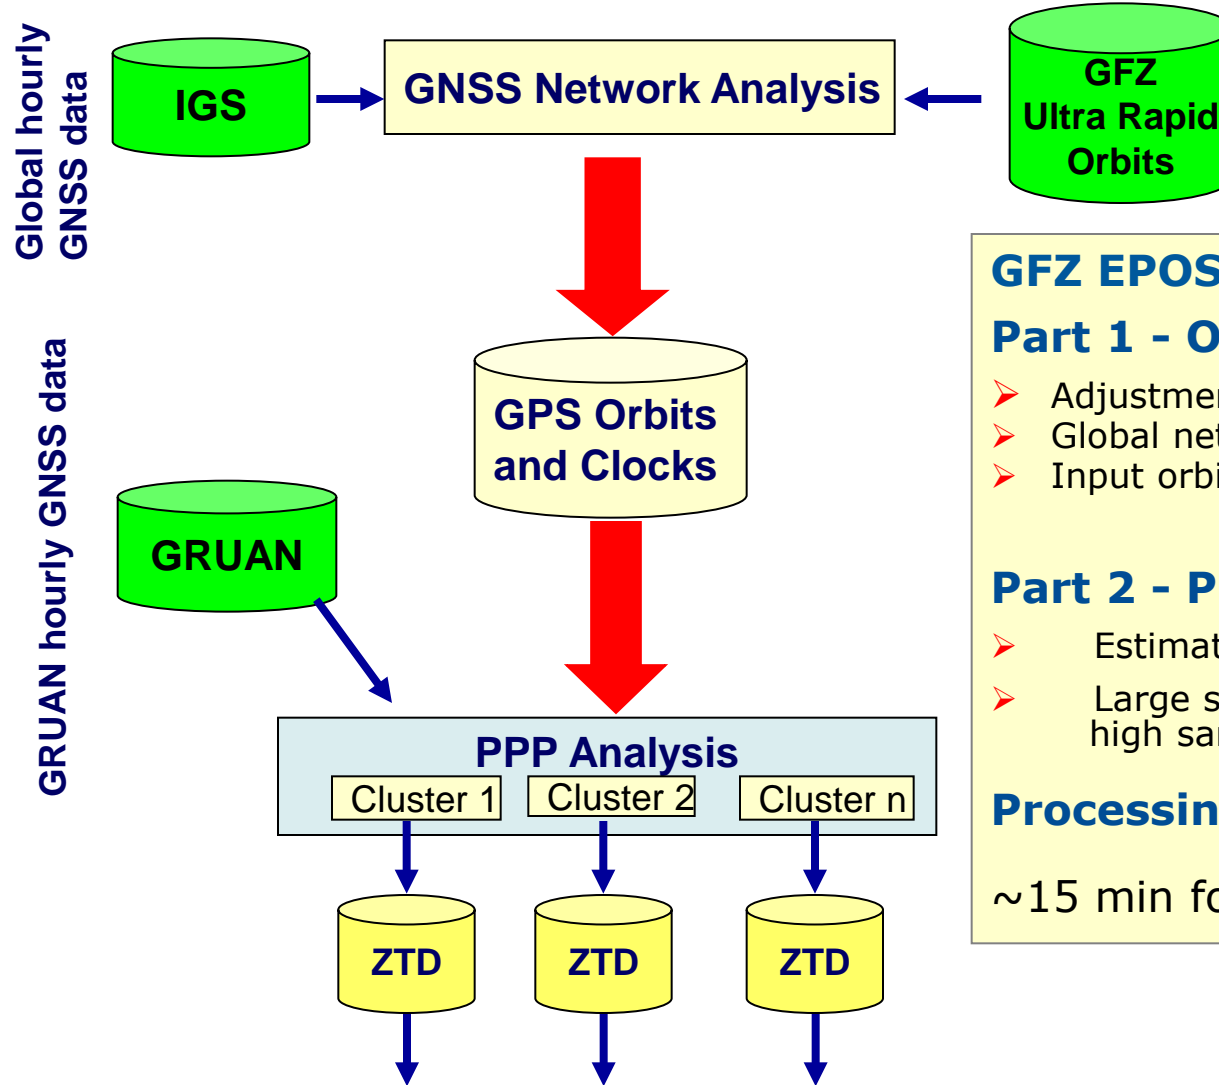 Global hourly
GNSS data
IGS
GNSS Network Analysis
GFZ
Ultra Rapid
Orbits
GPS Orbits
and Clocks
GRUAN hourly GNSS data
GRUAN
PPP Analysis
Cluster 1
Cluster 2
Cluster n
ZTD
ZTD
ZTD
GFZ EPOS
Part 1 - O
Adjustme
Global net
Input orbi
Part 2 - P
Estimat
Large s
high sa
Processin
~15 min fo